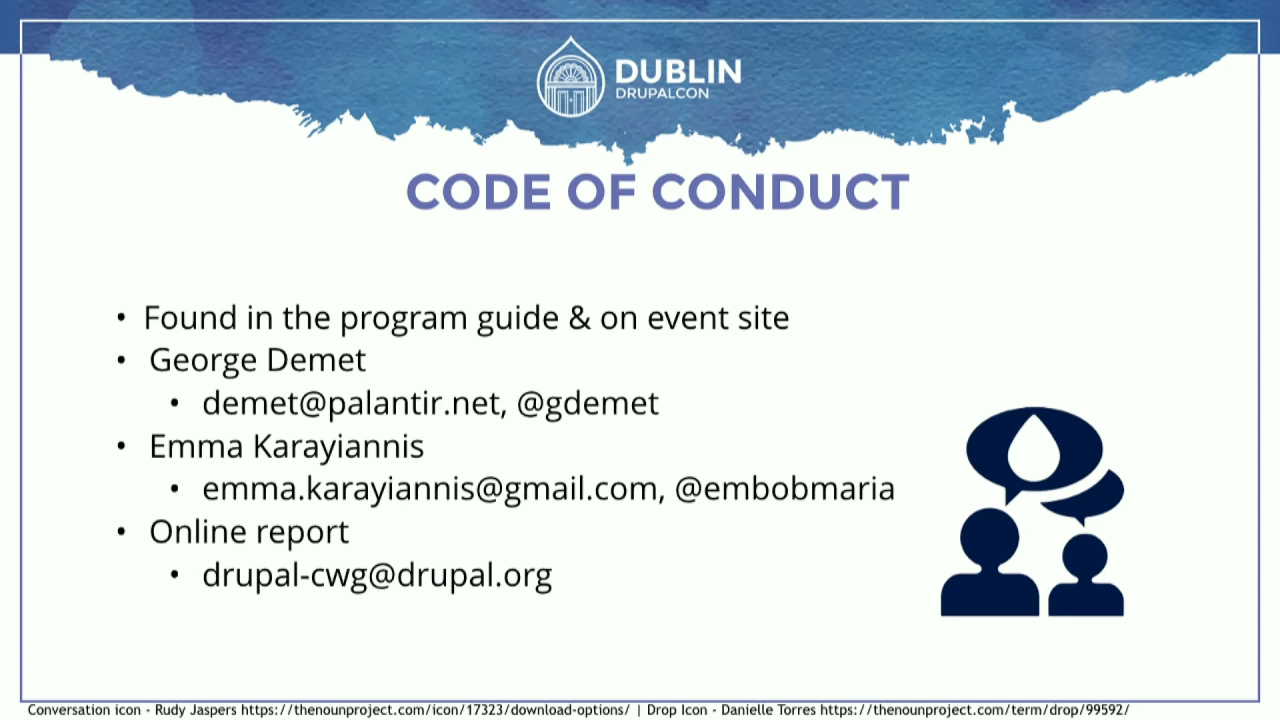 DUBLIN
DRUPALCON
CODE OF CONDUCT
• Found in the program guide & on event site
• George Demet
• demet@palantir.net, @gdemet
• Emma Karayiannis
• emma.karayiannis@gmail.com, @embobmaria
• Online report
• drupal-cwg@drupal.org
Conversation icon - Rudy Jaspers https://thenounproject.com/icon/17323/download-options/ | Drop Icon - Danielle Torres https://thenounproject.com/term/drop/99592/